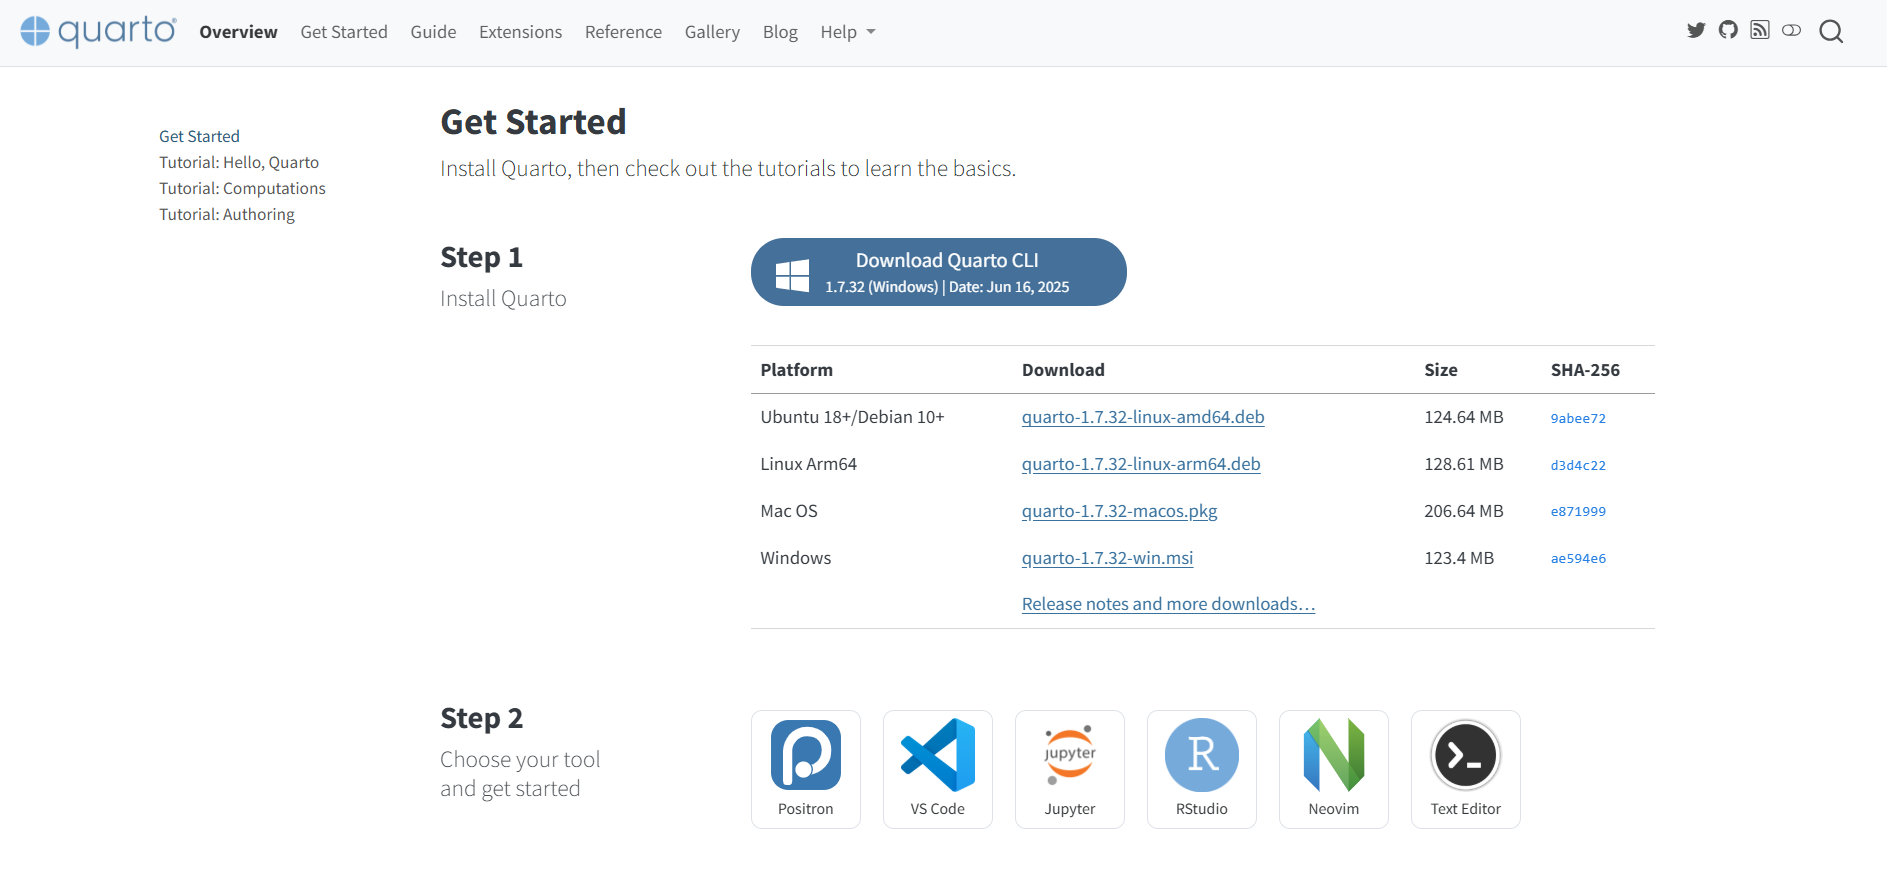 quarto®
Overview Get Started Guide Extensions Reference Gallery Blog Help
Get Started
Tutorial: Hello, Quarto
Tutorial: Computations
Tutorial: Authoring
Get Started
Install Quarto, then check out the tutorials to learn the basics.
Step 1
Install Quarto
Download Quarto CLI
1.7.32 (Windows) | Date: Jun 16, 2025
Platform Download Size SHA-256
Ubuntu 18+/Debian 10+ quarto-1.7.32-linux-amd64.deb 124.64 MB 9abee72
Linux Arm64 quarto-1.7.32-linux-arm64.deb 128.61 MB d3d4c22
Mac OS quarto-1.7.32-macos.pkg 206.64 MB e871999
Windows quarto-1.7.32-win.msi 123.4 MB ae594e6
Release notes and more downloads…
Step 2
Choose your tool
and get started
jupyter R
Positron VS Code Jupyter RStudio Neovim Text Editor